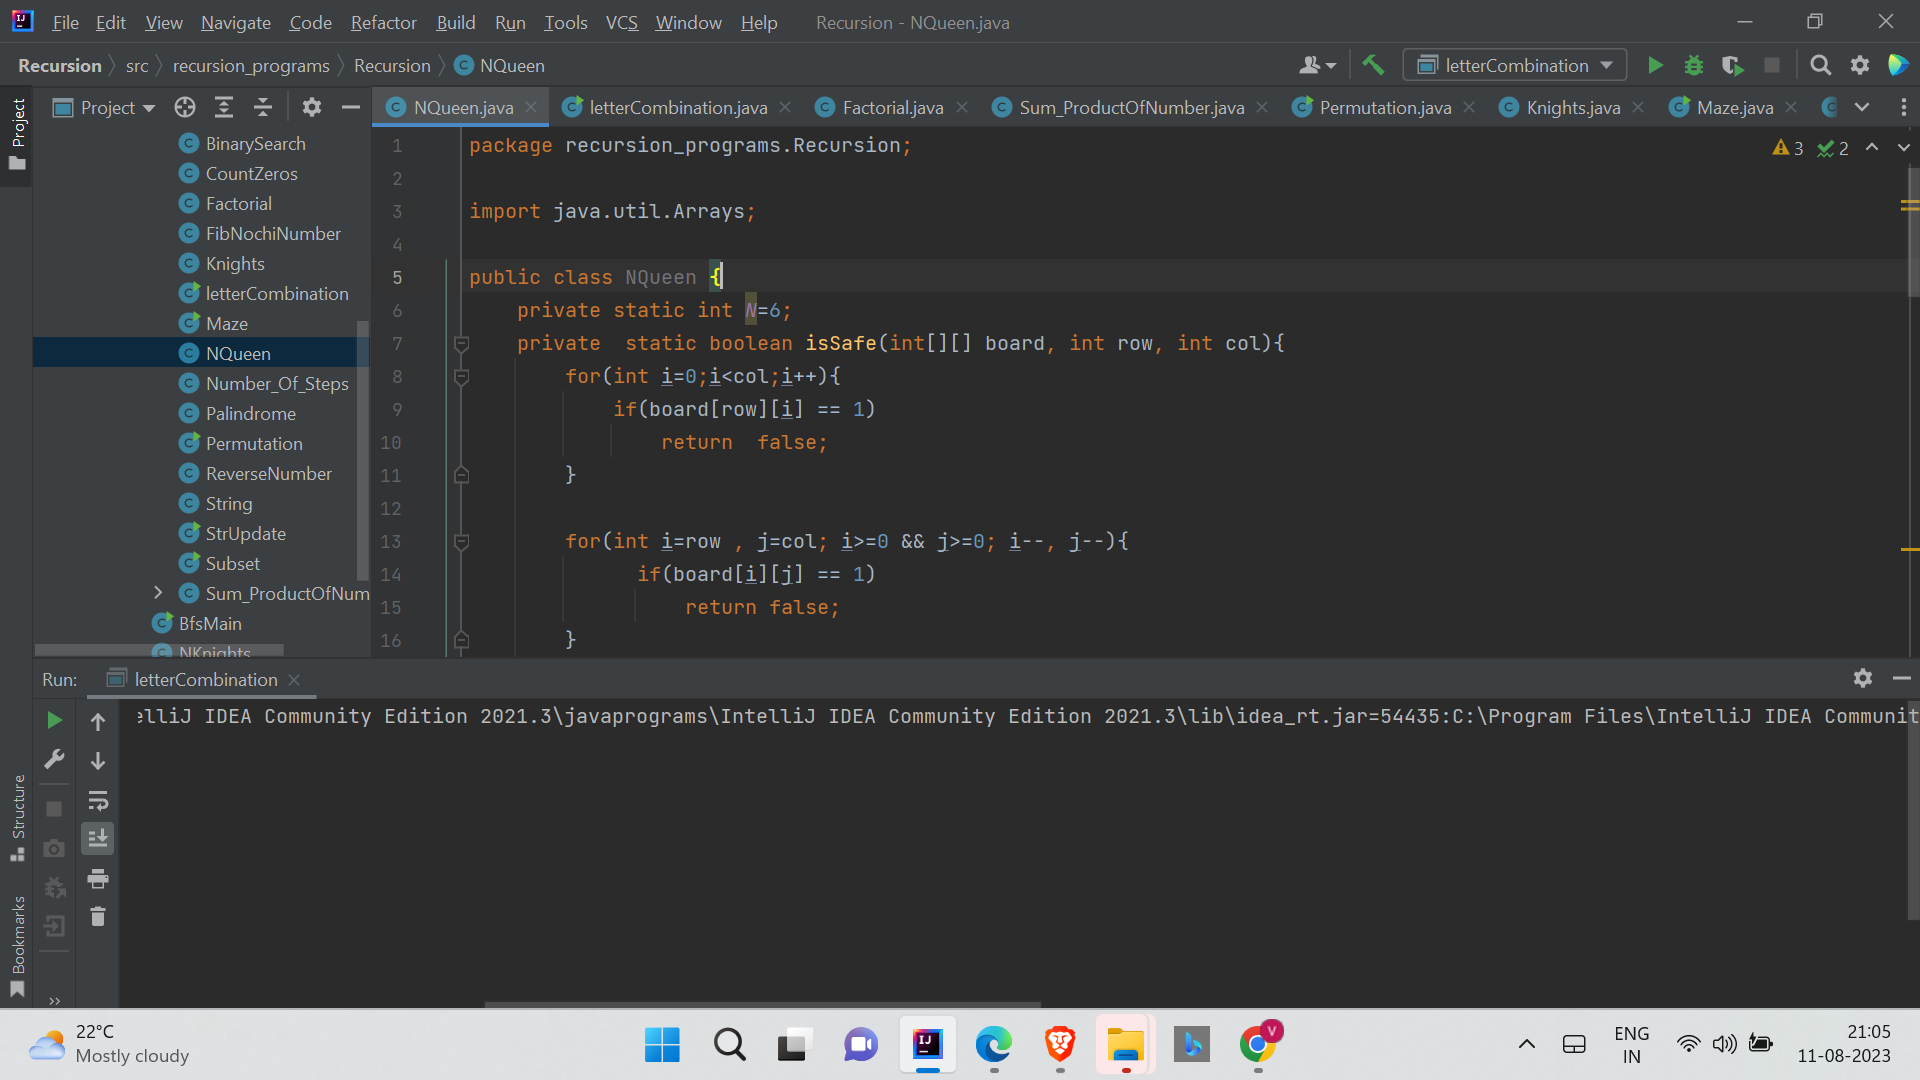 File Edit View Navigate Code Refactor Build Run Tools VCS Window Help Recursion - NQueen.java
Recursion src recursion_programs Recursion NQueen letterCombination
Project NQueen.java letterCombination.java Factorial.java Sum_ProductOfNumber.java Permutation.java Knights.java Maze.java
Project
BinarySearch
CountZeros
Factorial
FibNochiNumber
Knights
letterCombination
Maze
NQueen
Number_Of_Steps
Palindrome
Permutation
ReverseNumber
String
StrUpdate
Subset
Sum_ProductOfNum
BfsMain
NKnights
3 2
1 package recursion_programs.Recursion;
2
3 import java.util.Arrays;
4
5 public class NQueen {
6 private static int N=6;
7 private  static boolean isSafe(int[][] board, int row, int col){
8 for(int i=0;i<col;i++){
9 if(board[row][i] == 1)
10 return  false;
11 }
12
13 for(int i=row , j=col; i>=0 && j>=0; i--, j--){
14 if(board[i][j] == 1)
15 return false;
16 }
Run: letterCombination
elliJ IDEA Community Edition 2021.3\javaprograms\IntelliJ IDEA Community Edition 2021.3\lib\idea_rt.jar=54435:C:\Program Files\IntelliJ IDEA Communit
Structure
Bookmarks
22°C
Mostly cloudy
V
ENG
IN
21:05
11-08-2023